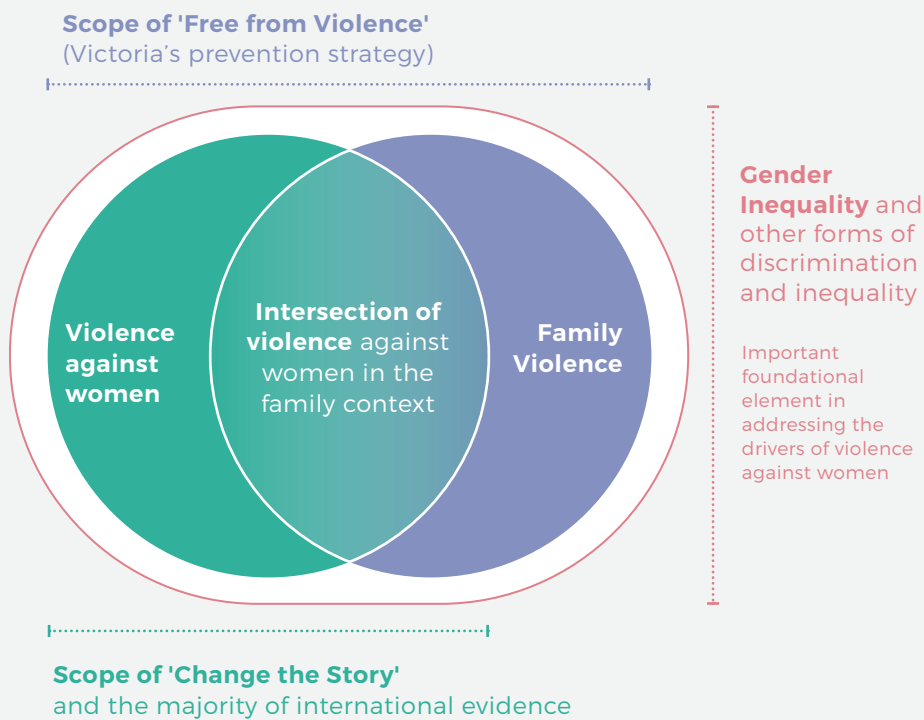 Scope of 'Free from Violence'
(Victoria’s prevention strategy)
Gender
Inequality and
other forms of
discrimination
and inequality
Important
foundational
element in
addressing the
drivers of violence
against women
Violence
against
women
Intersection of
violence against
women in the
family context
Family
Violence
Scope of 'Change the Story'
and the majority of international evidence